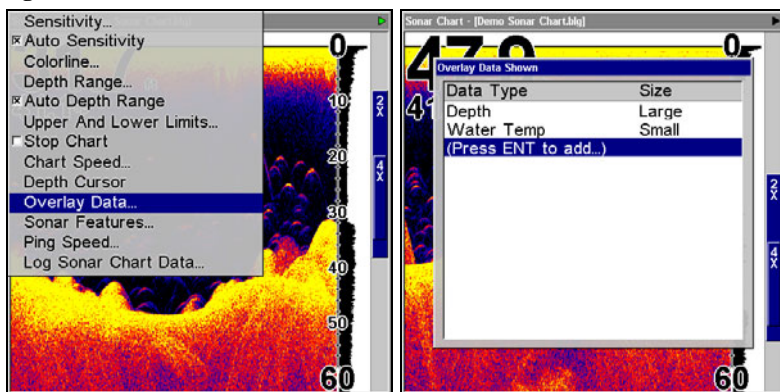 Sensitivity...
Auto Sensitivity
Colorline...
Depth Range...
Auto Depth Range
Upper And Lower Limits...
Stop Chart
Chart Speed...
Depth Cursor
Overlay Data...
Sonar Features...
Ping Speed...
Log Sonar Chart Data...
0
10
20
30
40
50
60
2X
4X
Sonar Chart - [Demo Sonar Chart.blg]
0
Overlay Data Shown
Data Type Size
Depth Large
Water Temp Small
(Press ENT to add...)
60
2X
4X